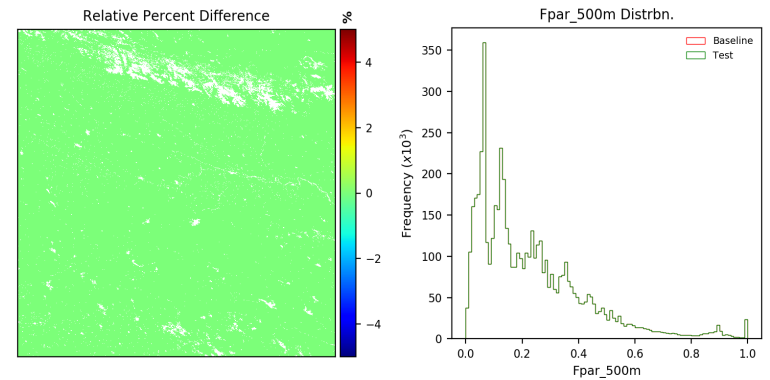 Relative Percent Difference
%
4
2
0
−2
−4
Fpar_500m Distrbn.
Baseline
Test
Frequency (x10³)
350
300
250
200
150
100
50
0
0.0 0.2 0.4 0.6 0.8 1.0
Fpar_500m